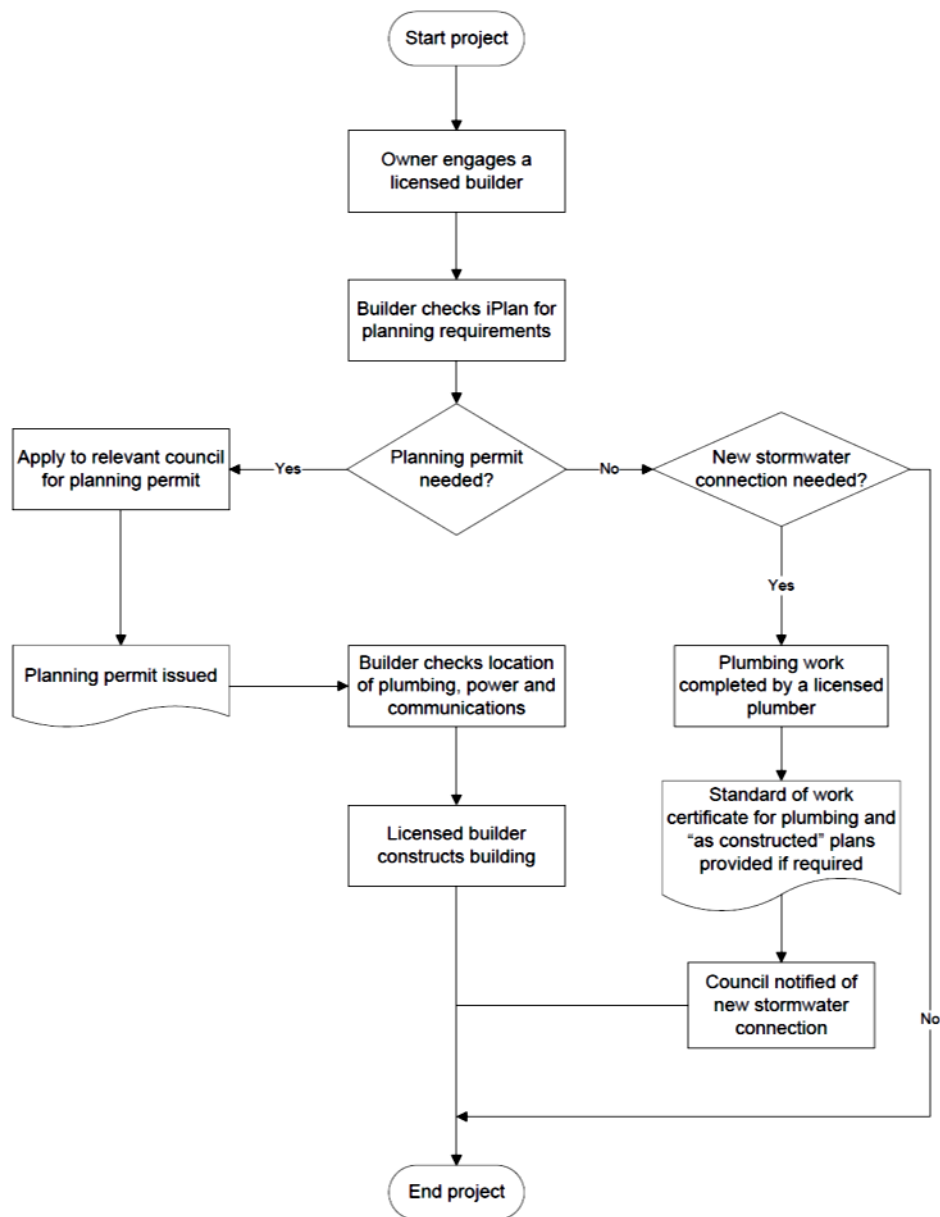 Start project
Owner engages a
licensed builder
Builder checks iPlan for
planning requirements
Planning permit
needed?
Yes
Apply to relevant council
for planning permit
No
New stormwater
connection needed?
Yes
Planning permit issued
Builder checks location
of plumbing, power and
communications
Plumbing work
completed by a licensed
plumber
Licensed builder
constructs building
Standard of work
certificate for plumbing and
“as constructed” plans
provided if required
Council notified of
new stormwater
connection
No
End project